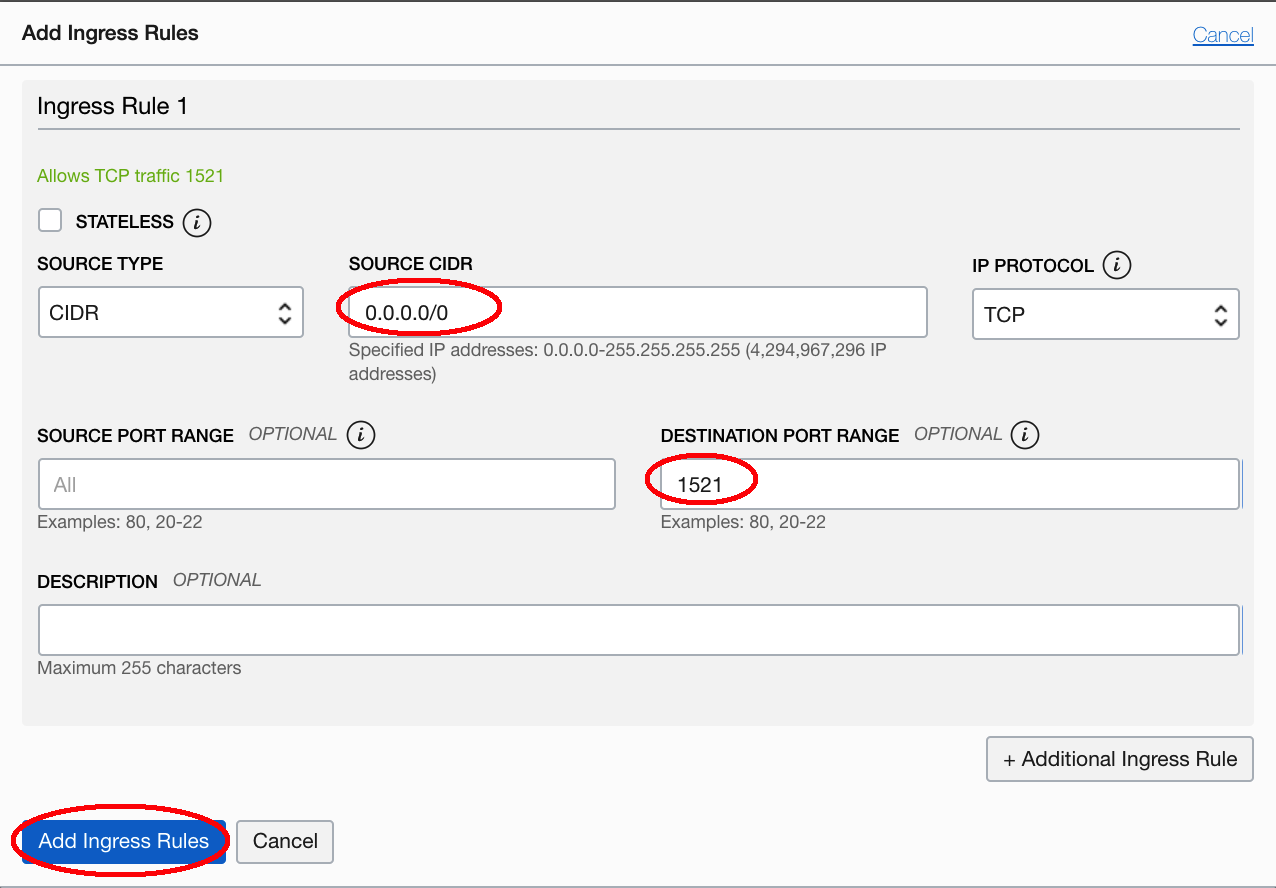 Add Ingress Rules
Cancel
Ingress Rule 1
Allows TCP traffic 1521
STATELESS i
SOURCE TYPE
SOURCE CIDR
IP PROTOCOL i
CIDR
0.0.0.0/0
TCP
Specified IP addresses: 0.0.0.0-255.255.255.255 (4,294,967,296 IP
addresses)
SOURCE PORT RANGE OPTIONAL i
DESTINATION PORT RANGE OPTIONAL i
All
1521
Examples: 80, 20-22
Examples: 80, 20-22
DESCRIPTION OPTIONAL
Maximum 255 characters
+ Additional Ingress Rule
Add Ingress Rules
Cancel